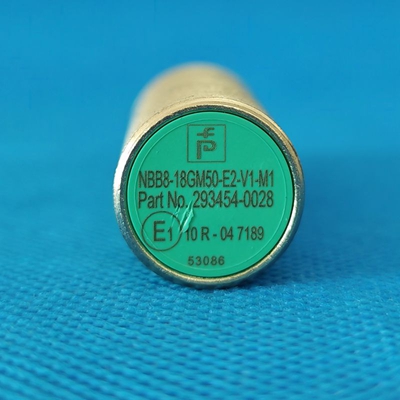 NBB8-18GM50-E2-V1-M1
Part No. 293454-0028
E1 10 R - 04 7189
53086